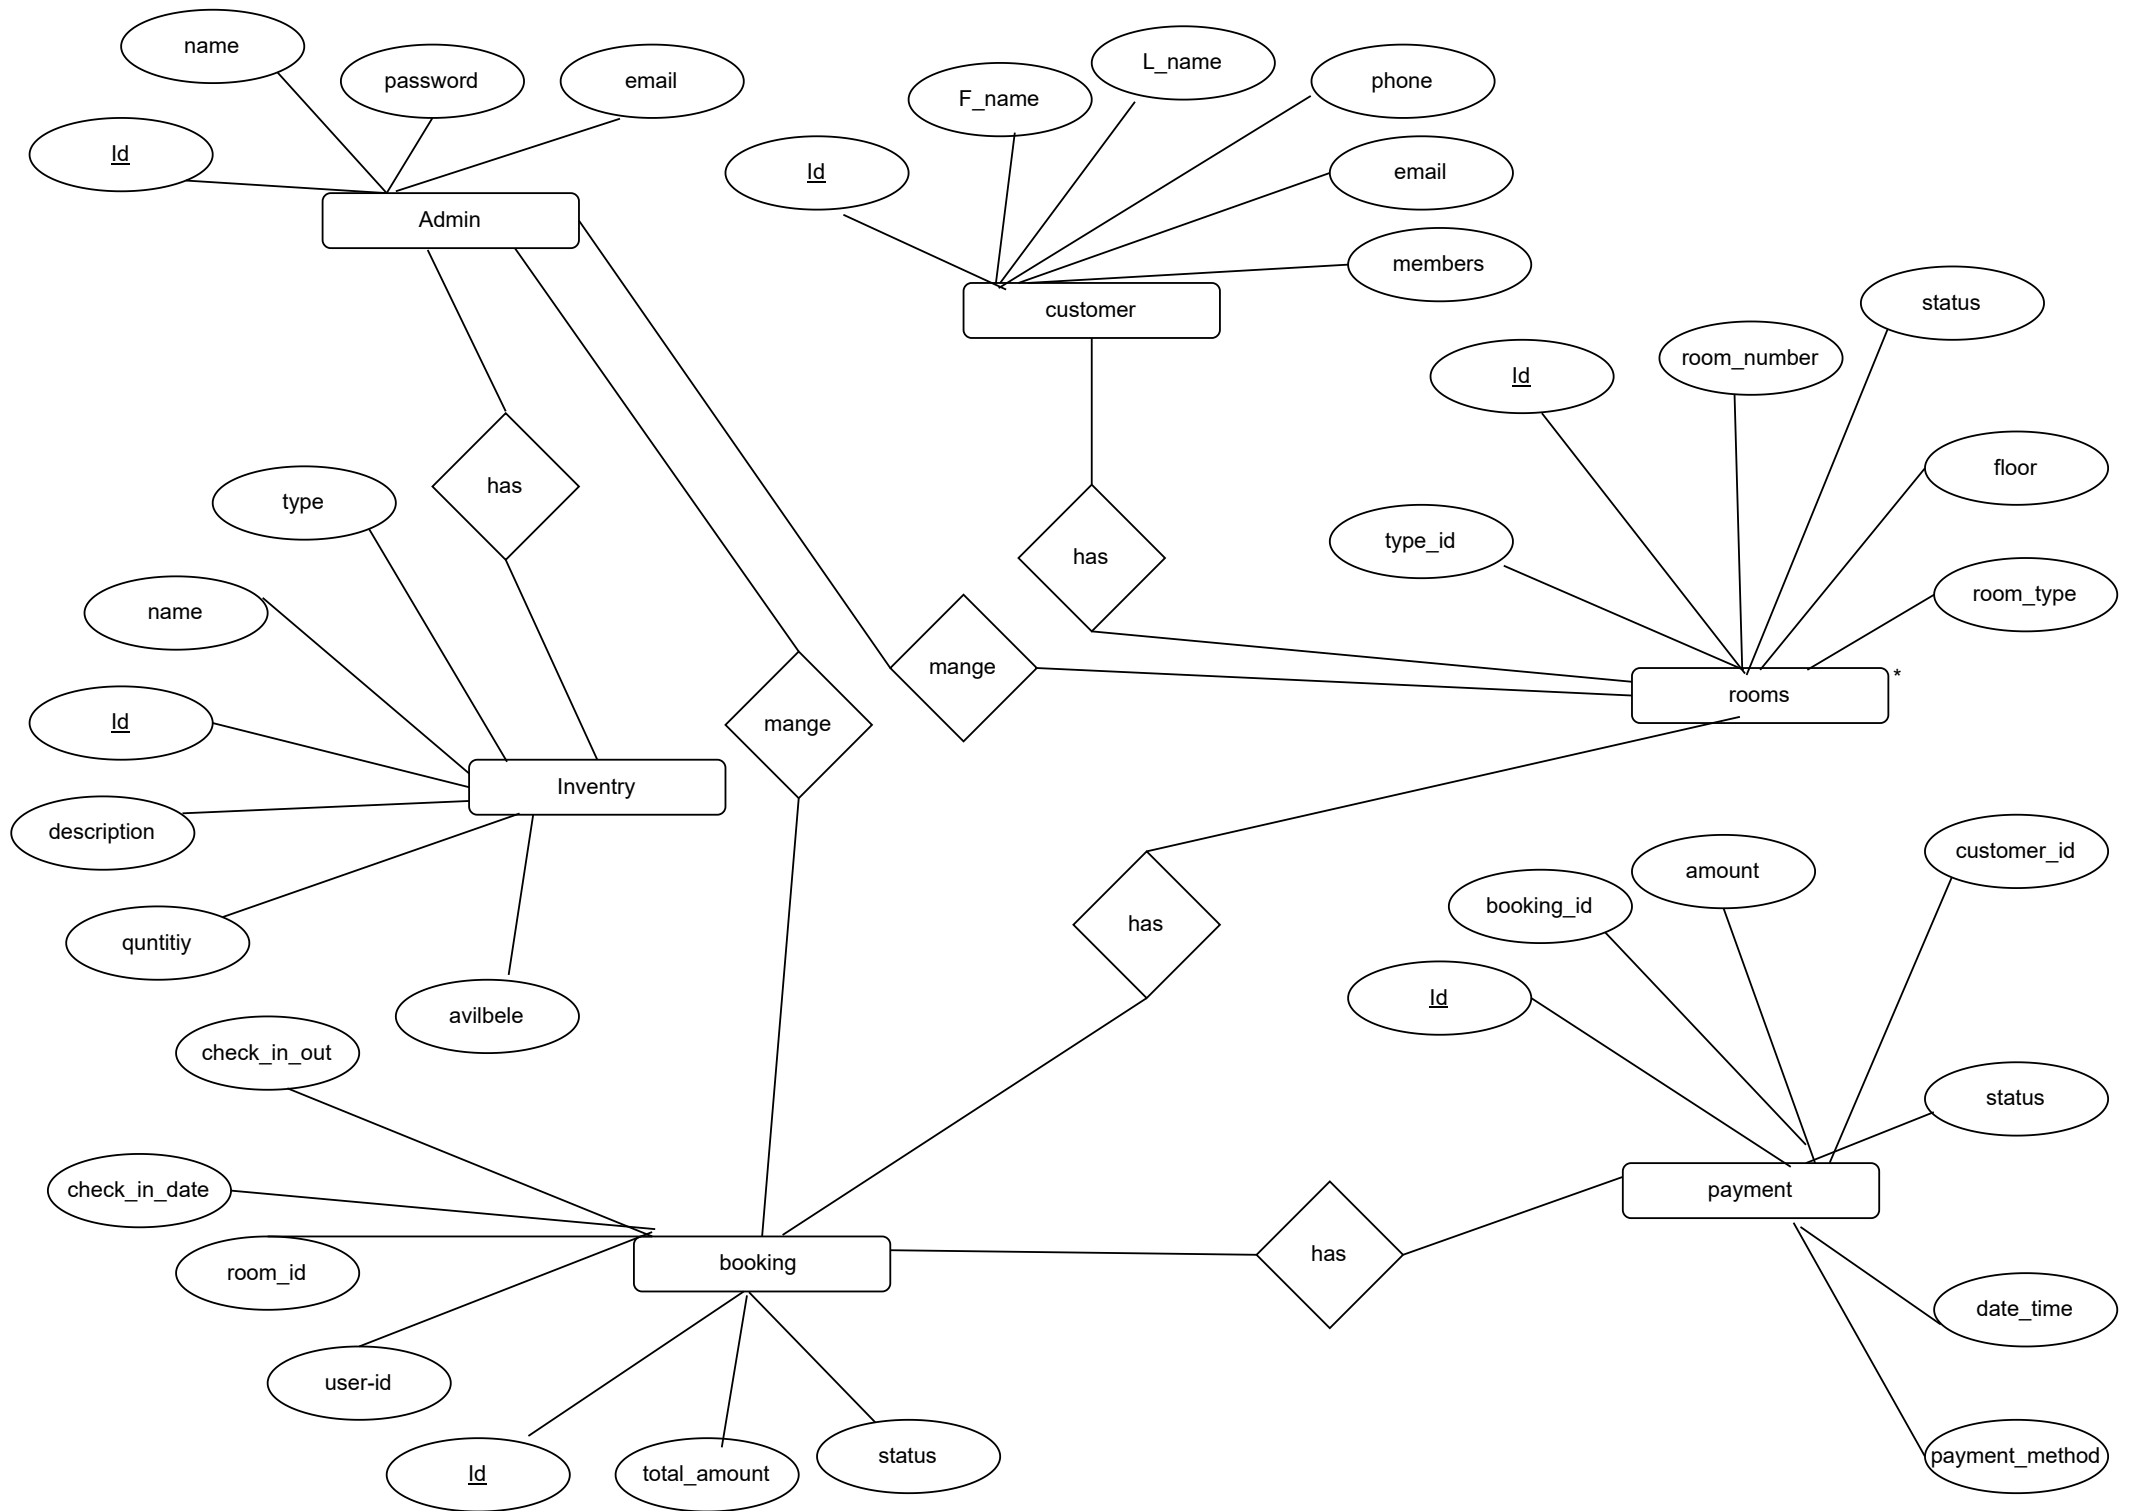 name
password
email
Id
Admin
L_name
F_name
phone
Id
email
members
customer
status
Id
room_number
floor
type_id
room_type
rooms
*
has
has
mange
mange
has
type
name
Id
description
quntitiy
avilbele
Inventry
customer_id
amount
booking_id
Id
status
payment
date_time
payment_method
has
check_in_out
check_in_date
room_id
user-id
booking
Id
total_amount
status